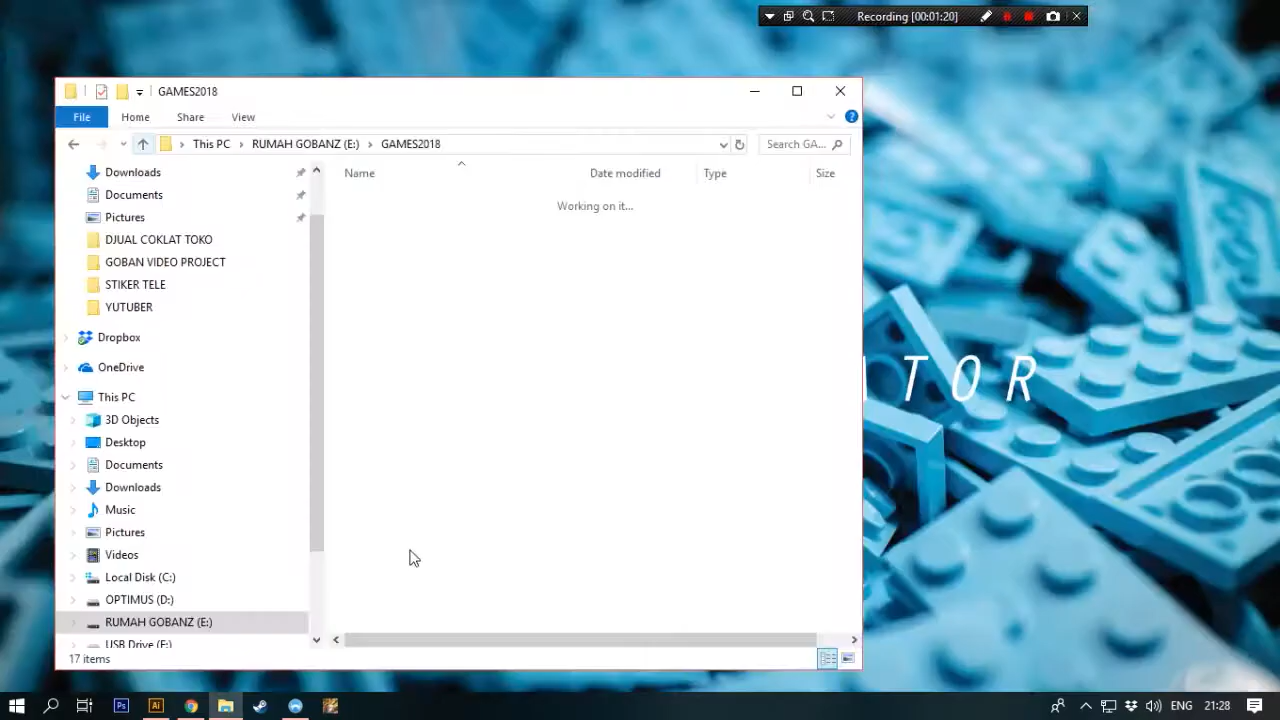 Recording [00:01:20]
GAMES2018
File Home Share View
This PC RUMAH GOBANZ (E:) GAMES2018
Search GA...
Name Date modified Type Size
Working on it...
Downloads
Documents
Pictures
DJUAL COKLAT TOKO
GOBAN VIDEO PROJECT
STIKER TELE
YUTUBER
Dropbox
OneDrive
This PC
3D Objects
Desktop
Documents
Downloads
Music
Pictures
Videos
Local Disk (C:)
OPTIMUS (D:)
RUMAH GOBANZ (E:)
USB Drive (F:)
17 items
TOR
Ps Ai
ENG 21:28